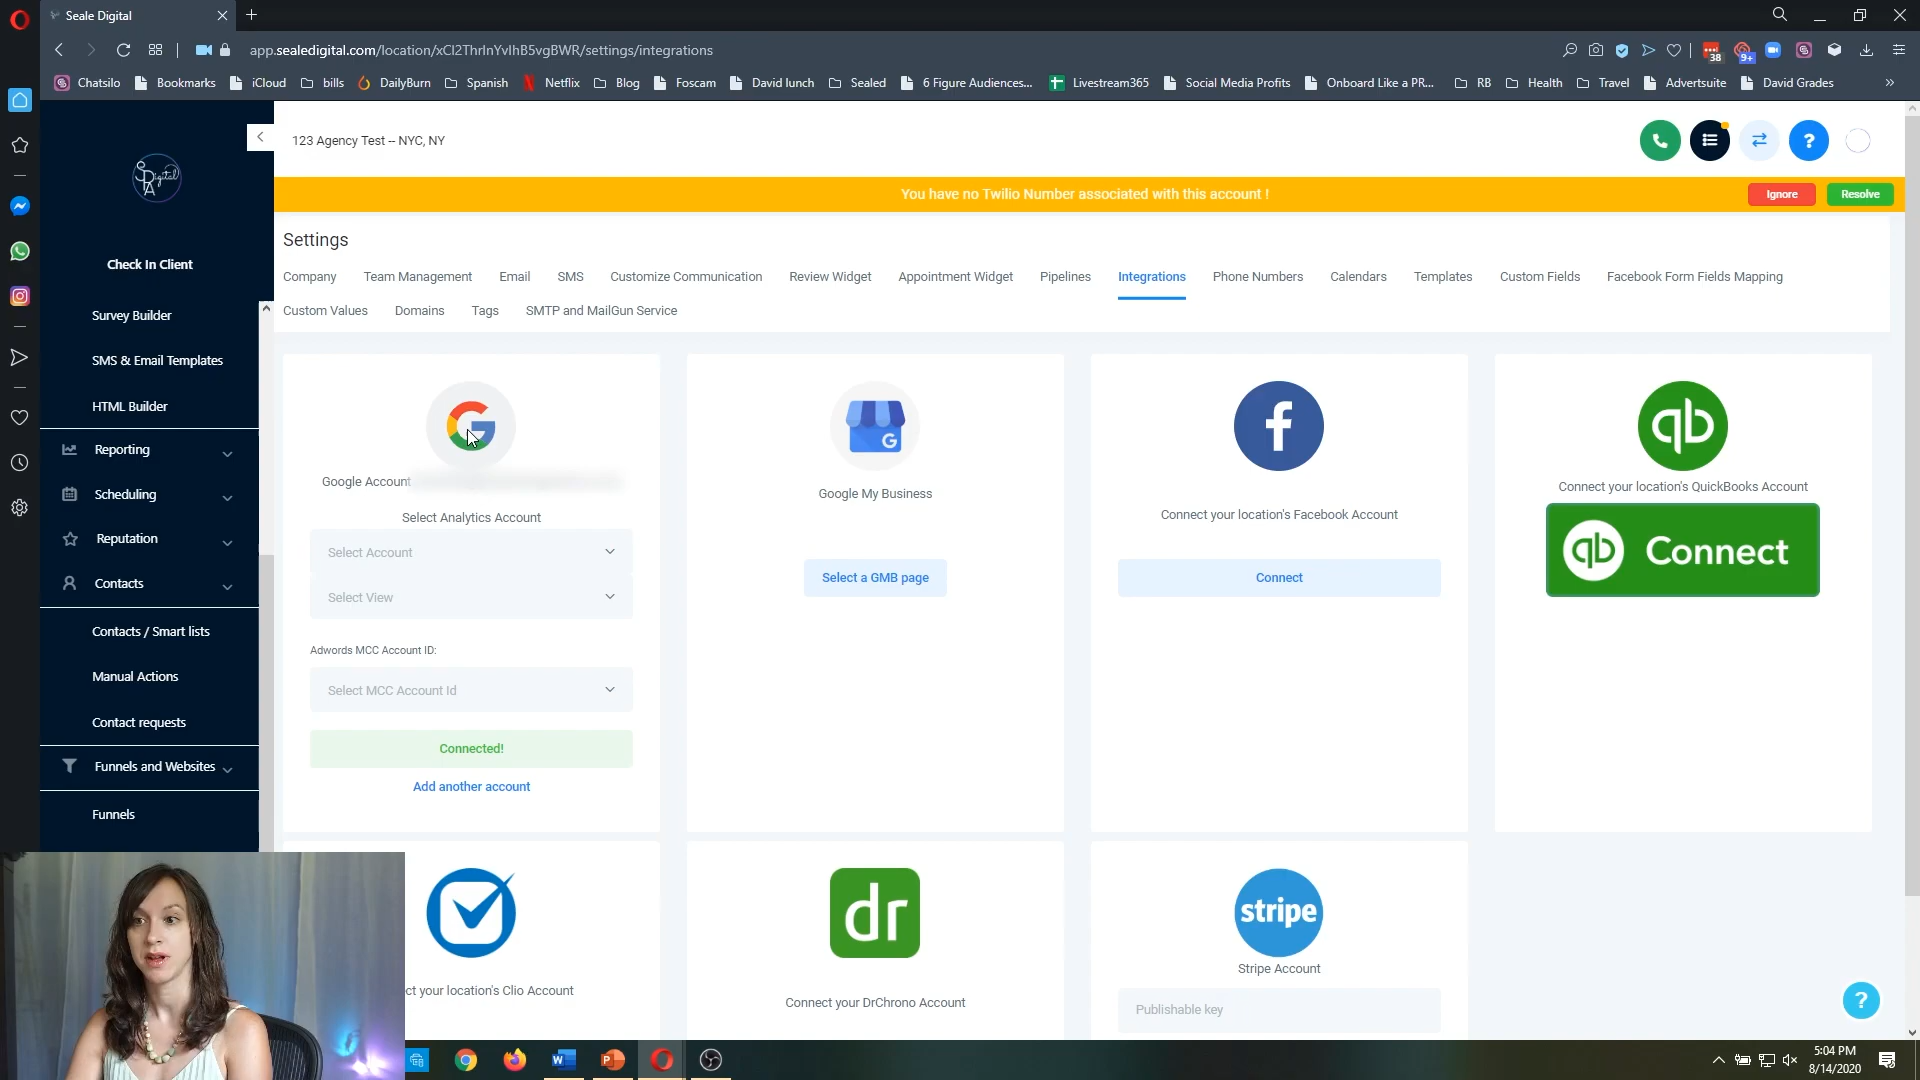 Seale Digital
app.sealedigital.com/location/xCl2ThrlnYvlhB5vgBWR/settings/integrations
38
9+
Chatsilo Bookmarks iCloud bills DailyBurn Spanish Netflix Blog Foscam David lunch Sealed 6 Figure Audiences... Livestream365 Social Media Profits Onboard Like a PR... RB Health Travel Advertsuite David Grades
123 Agency Test -- NYC, NY
You have no Twilio Number associated with this account !
Ignore
Resolve
Check In Client
Survey Builder
SMS & Email Templates
HTML Builder
Reporting
Scheduling
Reputation
Contacts
Contacts / Smart lists
Manual Actions
Contact requests
Funnels and Websites
Funnels
Settings
Company Team Management Email SMS Customize Communication Review Widget Appointment Widget Pipelines Integrations Phone Numbers Calendars Templates Custom Fields Facebook Form Fields Mapping
Custom Values Domains Tags SMTP and MailGun Service
Google Account
Select Analytics Account
Select Account
Select View
Adwords MCC Account ID:
Select MCC Account Id
Connected!
Add another account
Google My Business
Select a GMB page
Connect your location's Facebook Account
Connect
qb
Connect your location's QuickBooks Account
qb Connect
ct your location's Clio Account
dr
Connect your DrChrono Account
stripe
Stripe Account
Publishable key
5:04 PM
8/14/2020